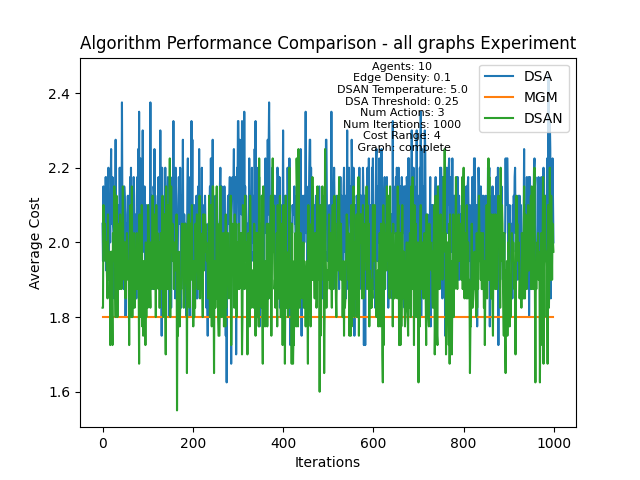 Algorithm Performance Comparison - all graphs Experiment
Agents: 10
Edge Density: 0.1
DSAN Temperature: 5.0
DSA Threshold: 0.25
Num Actions: 3
Num Iterations: 1000
Cost Range: 4
Graph: complete
DSA
MGM
DSAN
2.4
2.2
2.0
1.8
1.6
Average Cost
0 200 400 600 800 1000
Iterations